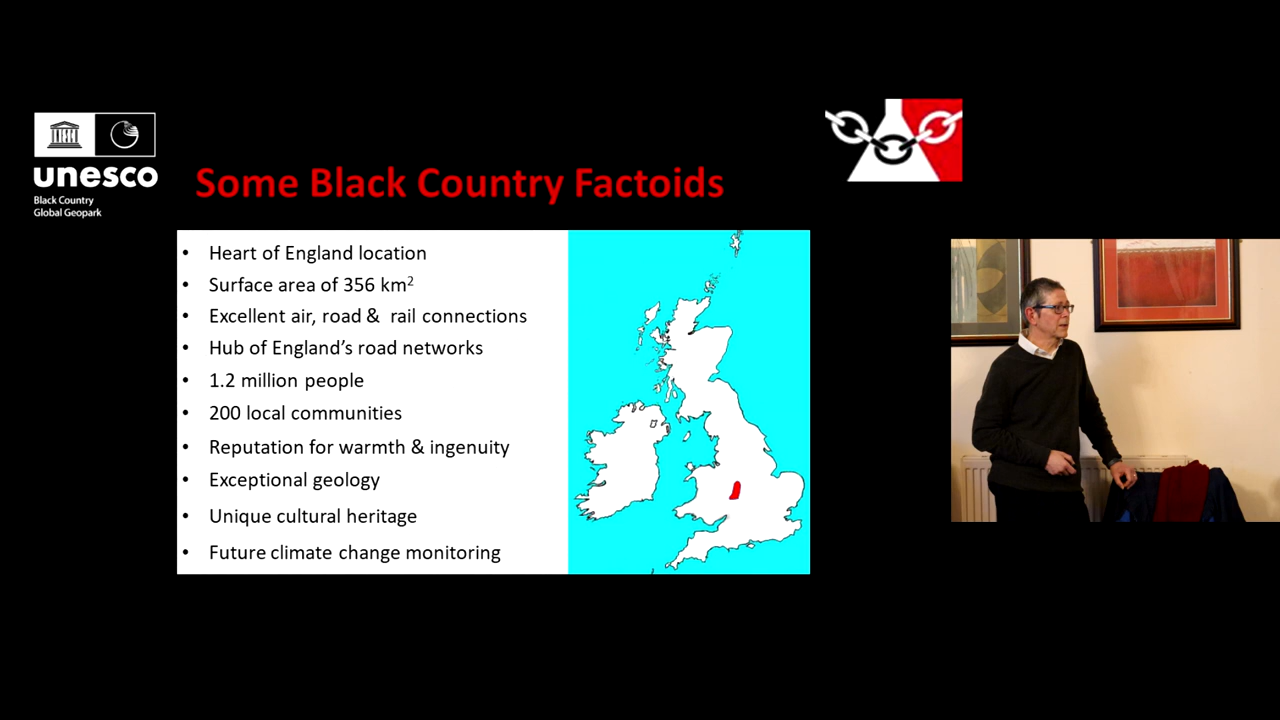 unesco
Black Country
Global Geopark
Some Black Country Factoids
• Heart of England location
• Surface area of 356 km²
• Excellent air, road & rail connections
• Hub of England’s road networks
• 1.2 million people
• 200 local communities
• Reputation for warmth & ingenuity
• Exceptional geology
• Unique cultural heritage
• Future climate change monitoring